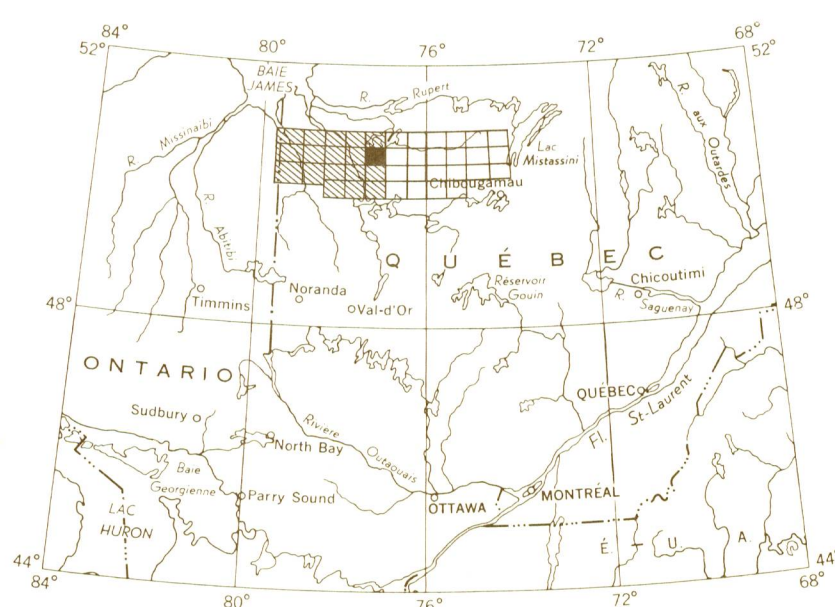 84°
80°
76°
72°
68°
52°
52°
BAIE
JAMES
R. Rupert
R. aux Outardes
R. Missinaibi
Lac
Mistassini
R. Abitibi
Chibougamau
QUÉBEC
Réservoir
Gouin
Chicoutimi
R. Saguenay
Noranda
Timmins
Val-d'Or
48°
48°
ONTARIO
QUÉBEC
Fl. St-Laurent
Sudbury
North Bay
Rivière Outaouais
Baie
Georgienne
Parry Sound
OTTAWA
MONTRÉAL
LAC
HURON
É. U. A.
44°
44°
84°
80°
76°
72°
68°